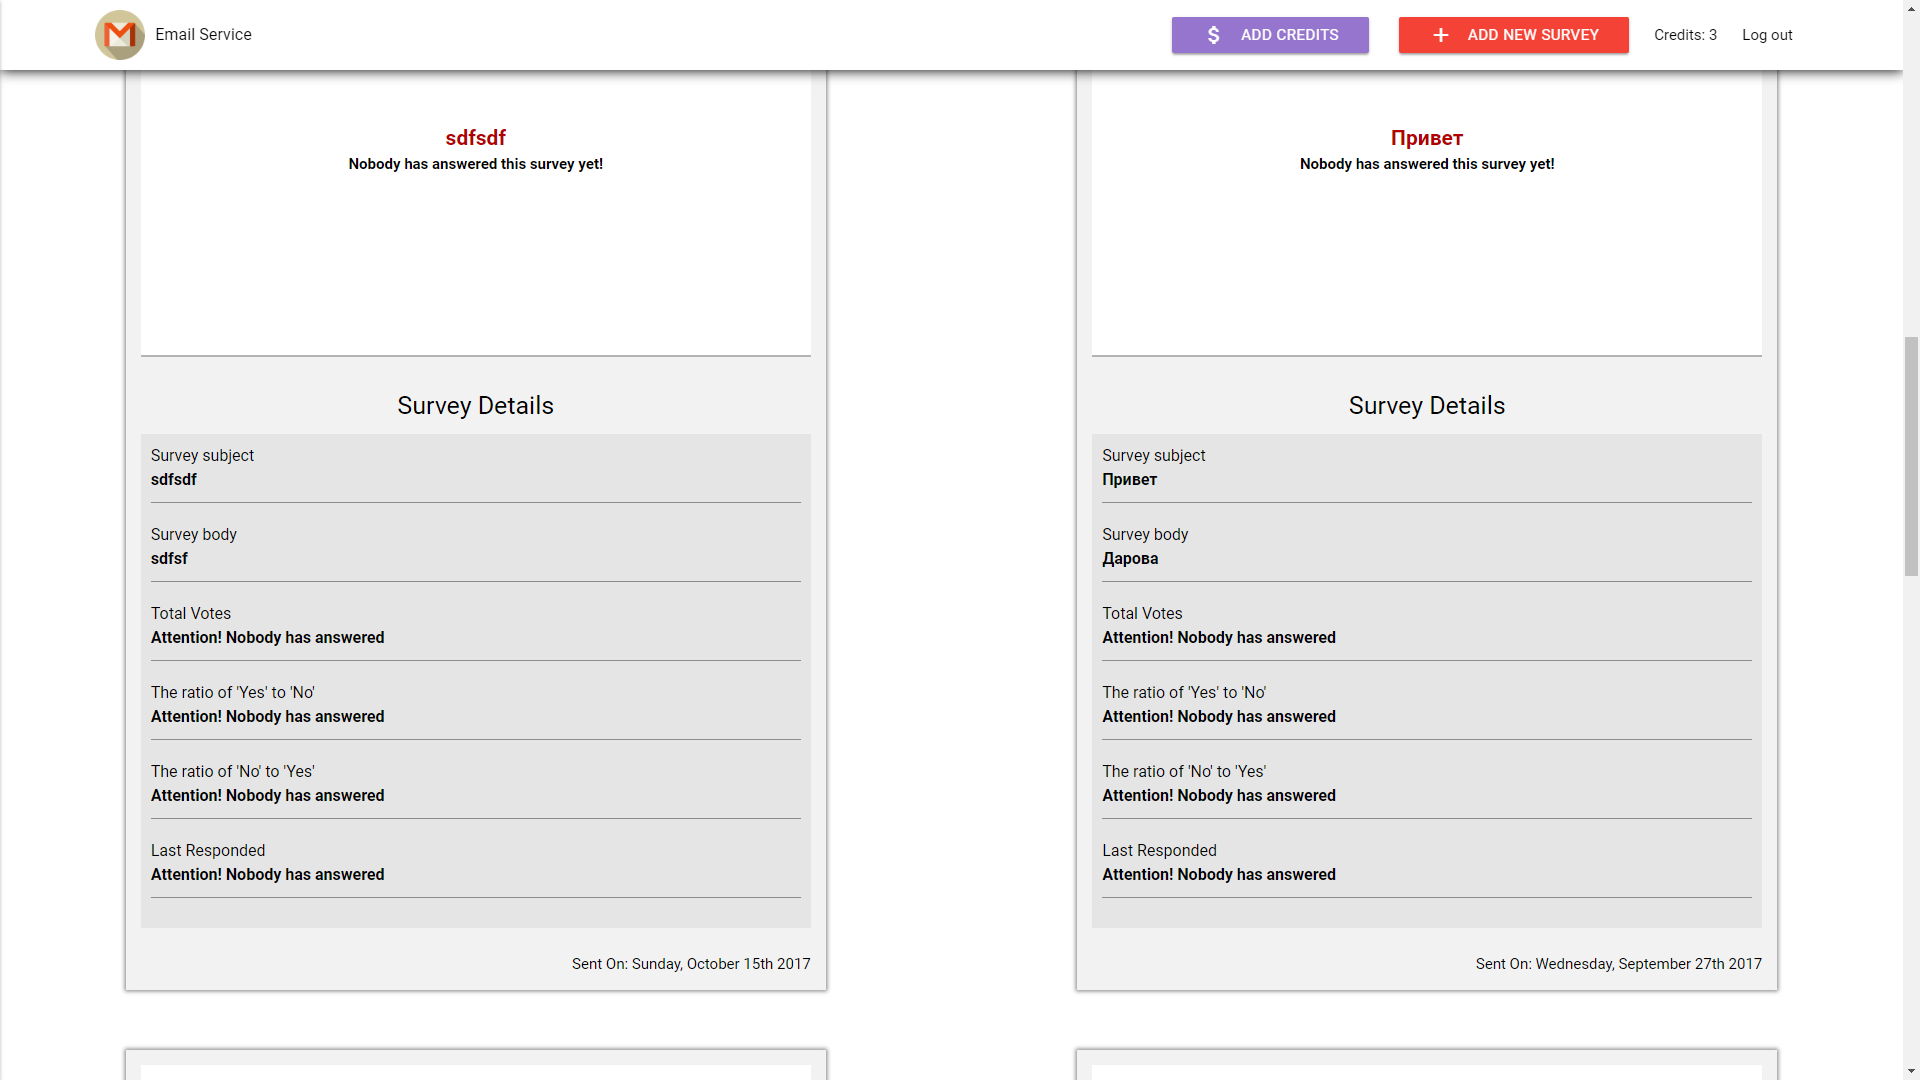 Email Service
ADD CREDITS
ADD NEW SURVEY
Credits: 3
Log out
sdfsdf
Nobody has answered this survey yet!
Survey Details
Survey subject
sdfsdf
Survey body
sdfsf
Total Votes
Attention! Nobody has answered
The ratio of 'Yes' to 'No'
Attention! Nobody has answered
The ratio of 'No' to 'Yes'
Attention! Nobody has answered
Last Responded
Attention! Nobody has answered
Sent On: Sunday, October 15th 2017
Привет
Nobody has answered this survey yet!
Survey Details
Survey subject
Привет
Survey body
Дарова
Total Votes
Attention! Nobody has answered
The ratio of 'Yes' to 'No'
Attention! Nobody has answered
The ratio of 'No' to 'Yes'
Attention! Nobody has answered
Last Responded
Attention! Nobody has answered
Sent On: Wednesday, September 27th 2017